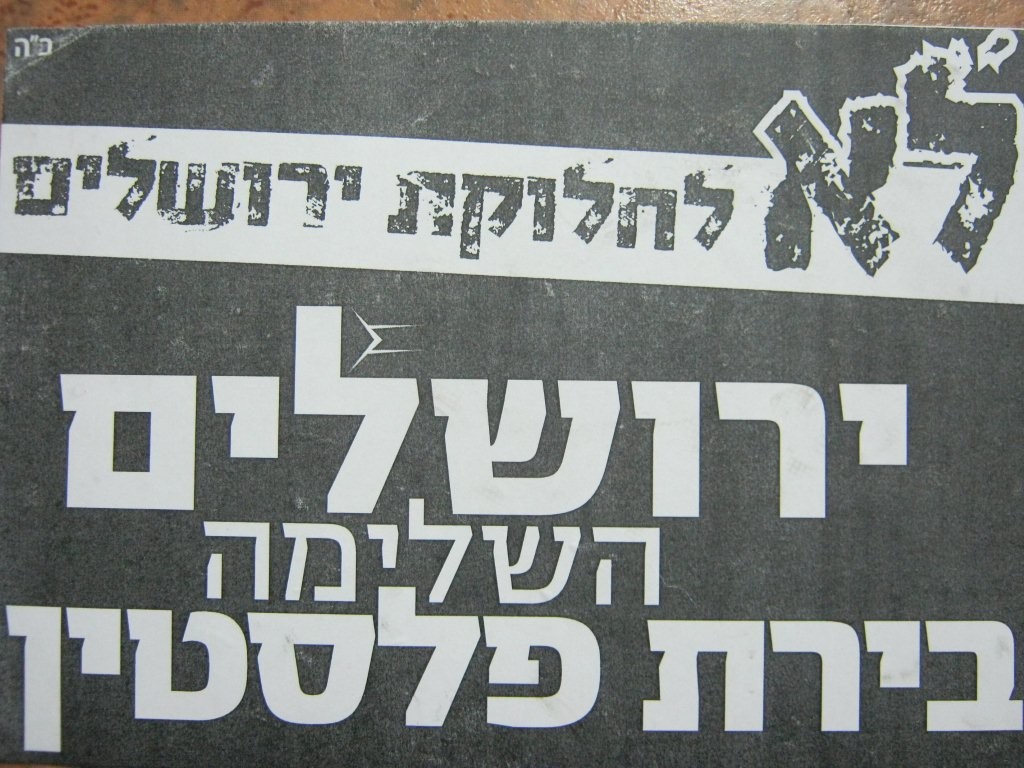 ב"ה
לא לחלוקת ירושלים
ירושלים
השלימה
בירת פלסטין